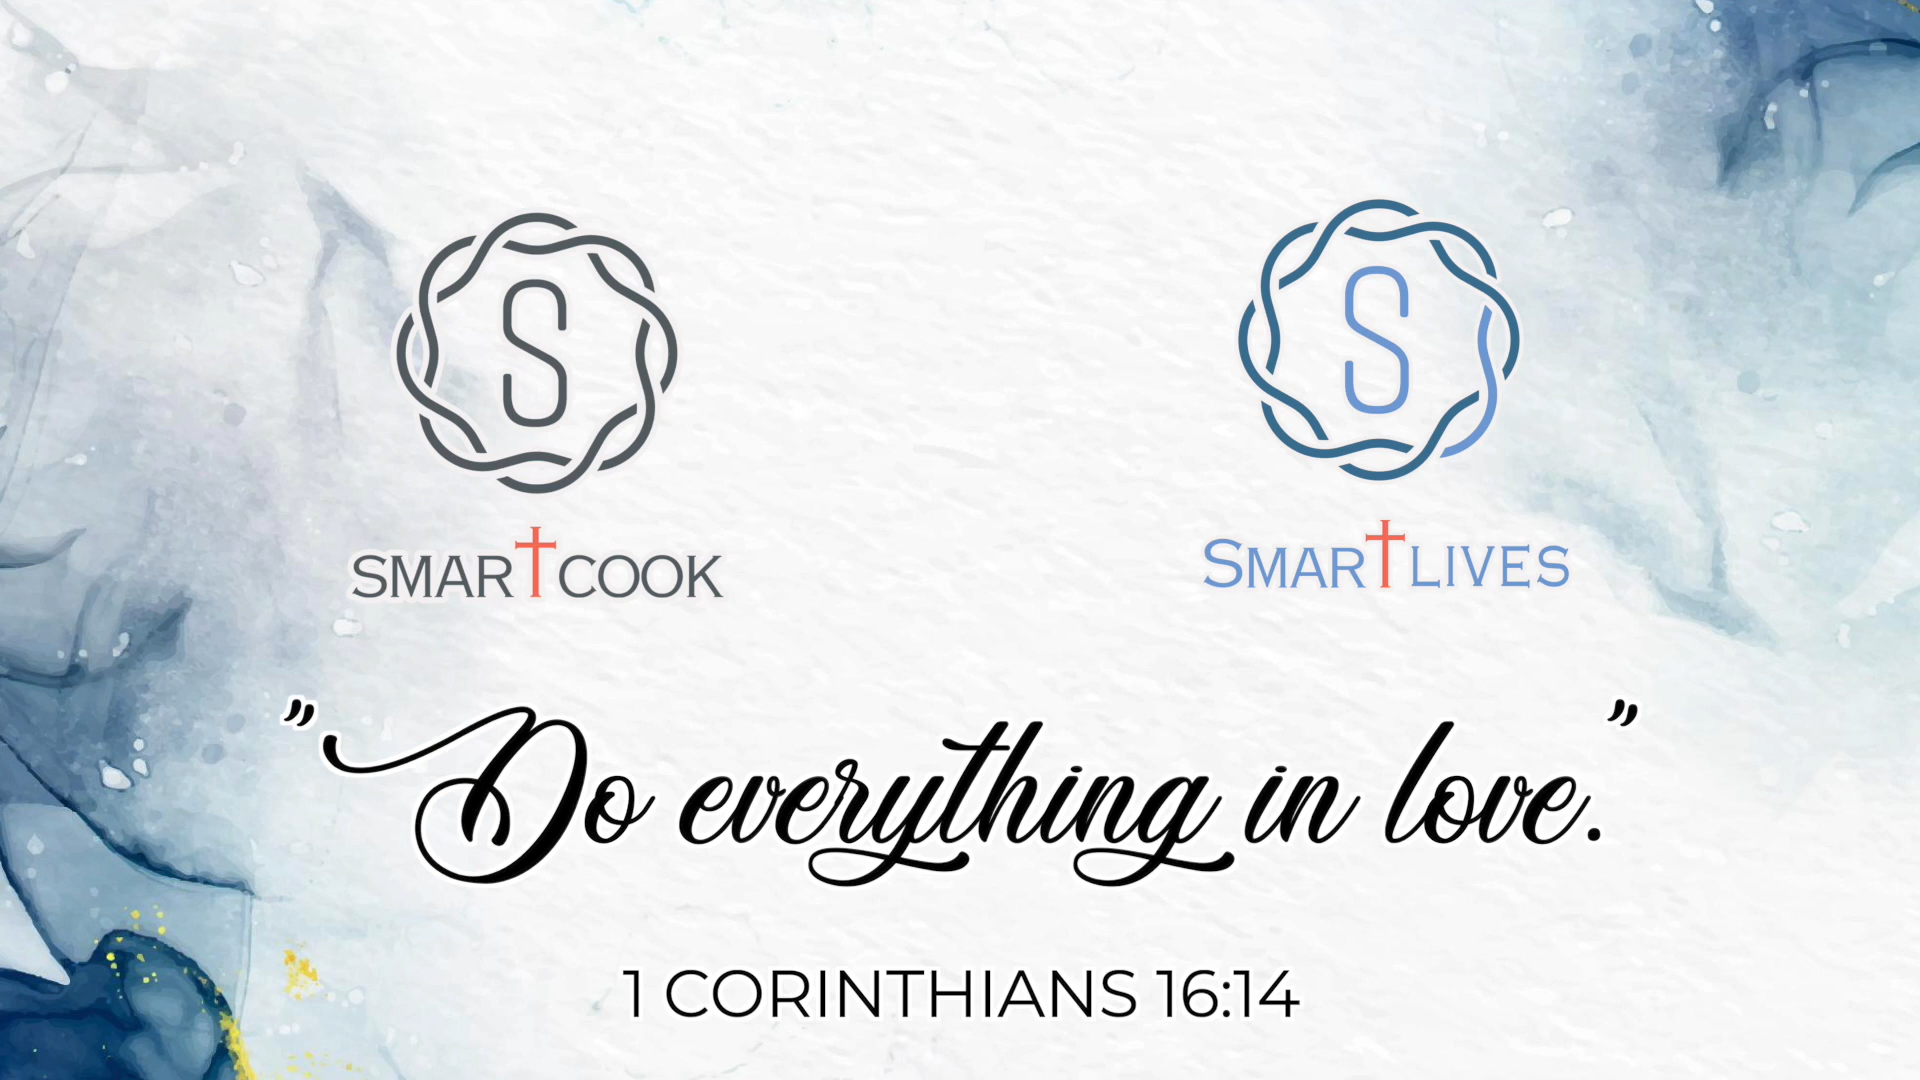 S
S
SMARTCOOK
SMARTLIVES
”Do everything in love.”
1 CORINTHIANS 16:14